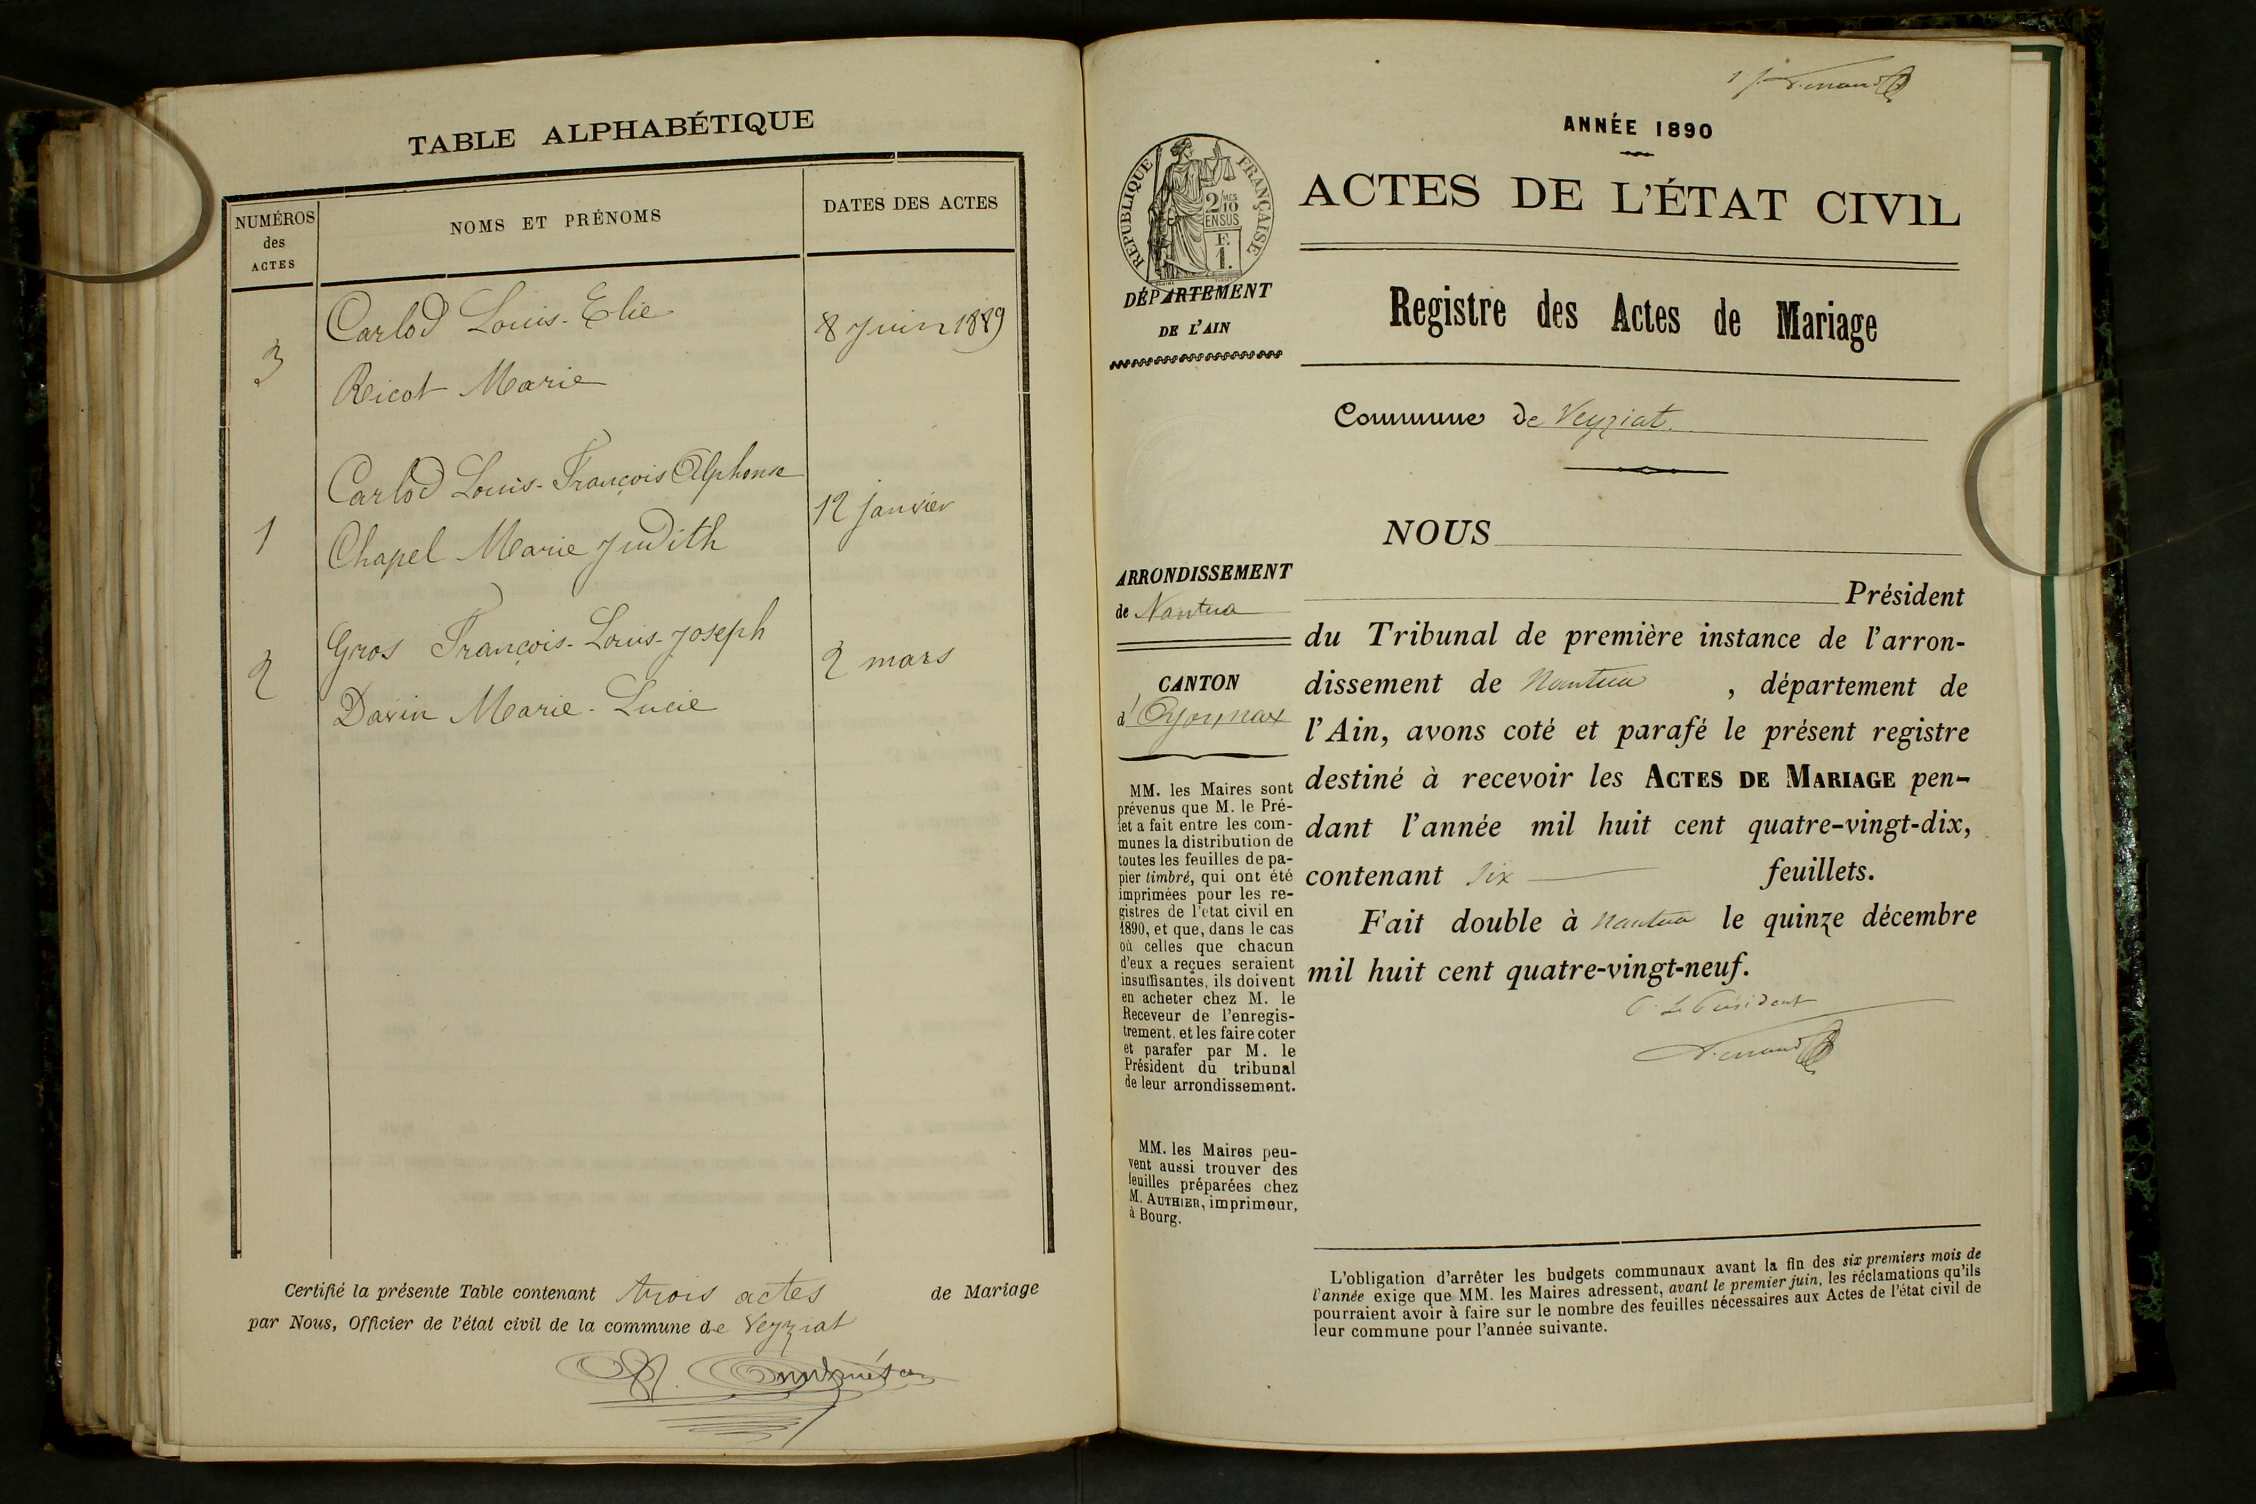 TABLE ALPHABÉTIQUE
NUMÉROS
des
ACTES
NOMS ET PRÉNOMS
DATES DES ACTES
Carlod Louis-Elie
8 juin 1889
3
Reicot Marie
Carlod Louis-François Alphonse
12 janvier
1
Chapel Marie Judith
Gros François-Louis-Joseph
2 mars
2
Davin Marie-Lucie
Certifié la présente Table contenant trois actes de Mariage
par Nous, Officier de l'état civil de la commune de Veyziat
ANNÉE 1890
RÉPUBLIQUE FRANÇAISE
2/10 MES
EN SUS
F.
1.
ACTES DE L'ÉTAT CIVIL
DÉPARTEMENT
DE L'AIN
Registre des Actes de Mariage
Commune de Veyziat
NOUS
ARRONDISSEMENT
de Nantua
CANTON
d'Oyonnax
MM. les Maires sont
prévenus que M. le Pré-
fet a fait entre les com-
munes la distribution de
toutes les feuilles de pa-
pier timbré, qui ont été
imprimées pour les re-
gistres de l'état civil en
1890, et que, dans le cas
où celles que chacun
d'eux a reçues seraient
insuffisantes, ils doivent
en acheter chez M. le
Receveur de l'enregis-
trement, et les faire coter
et parafer par M. le
Président du tribunal
de leur arrondissement.
MM. les Maires peu-
vent aussi trouver des
feuilles préparées chez
M. AUTHIER, imprimeur,
à Bourg.
Président
du Tribunal de première instance de l'arron-
dissement de Nantua, département de
l'Ain, avons coté et parafé le présent registre
destiné à recevoir les ACTES DE MARIAGE pen-
dant l'année mil huit cent quatre-vingt-dix,
contenant six feuillets.
Fait double à Nantua le quinze décembre
mil huit cent quatre-vingt-neuf.
Le Président
L'obligation d'arrêter les budgets communaux avant la fin des six premiers mois de
l'année exige que MM. les Maires adressent, avant le premier juin, les réclamations qu'ils
pourraient avoir à faire sur le nombre des feuilles nécessaires aux Actes de l'état civil de
leur commune pour l'année suivante.